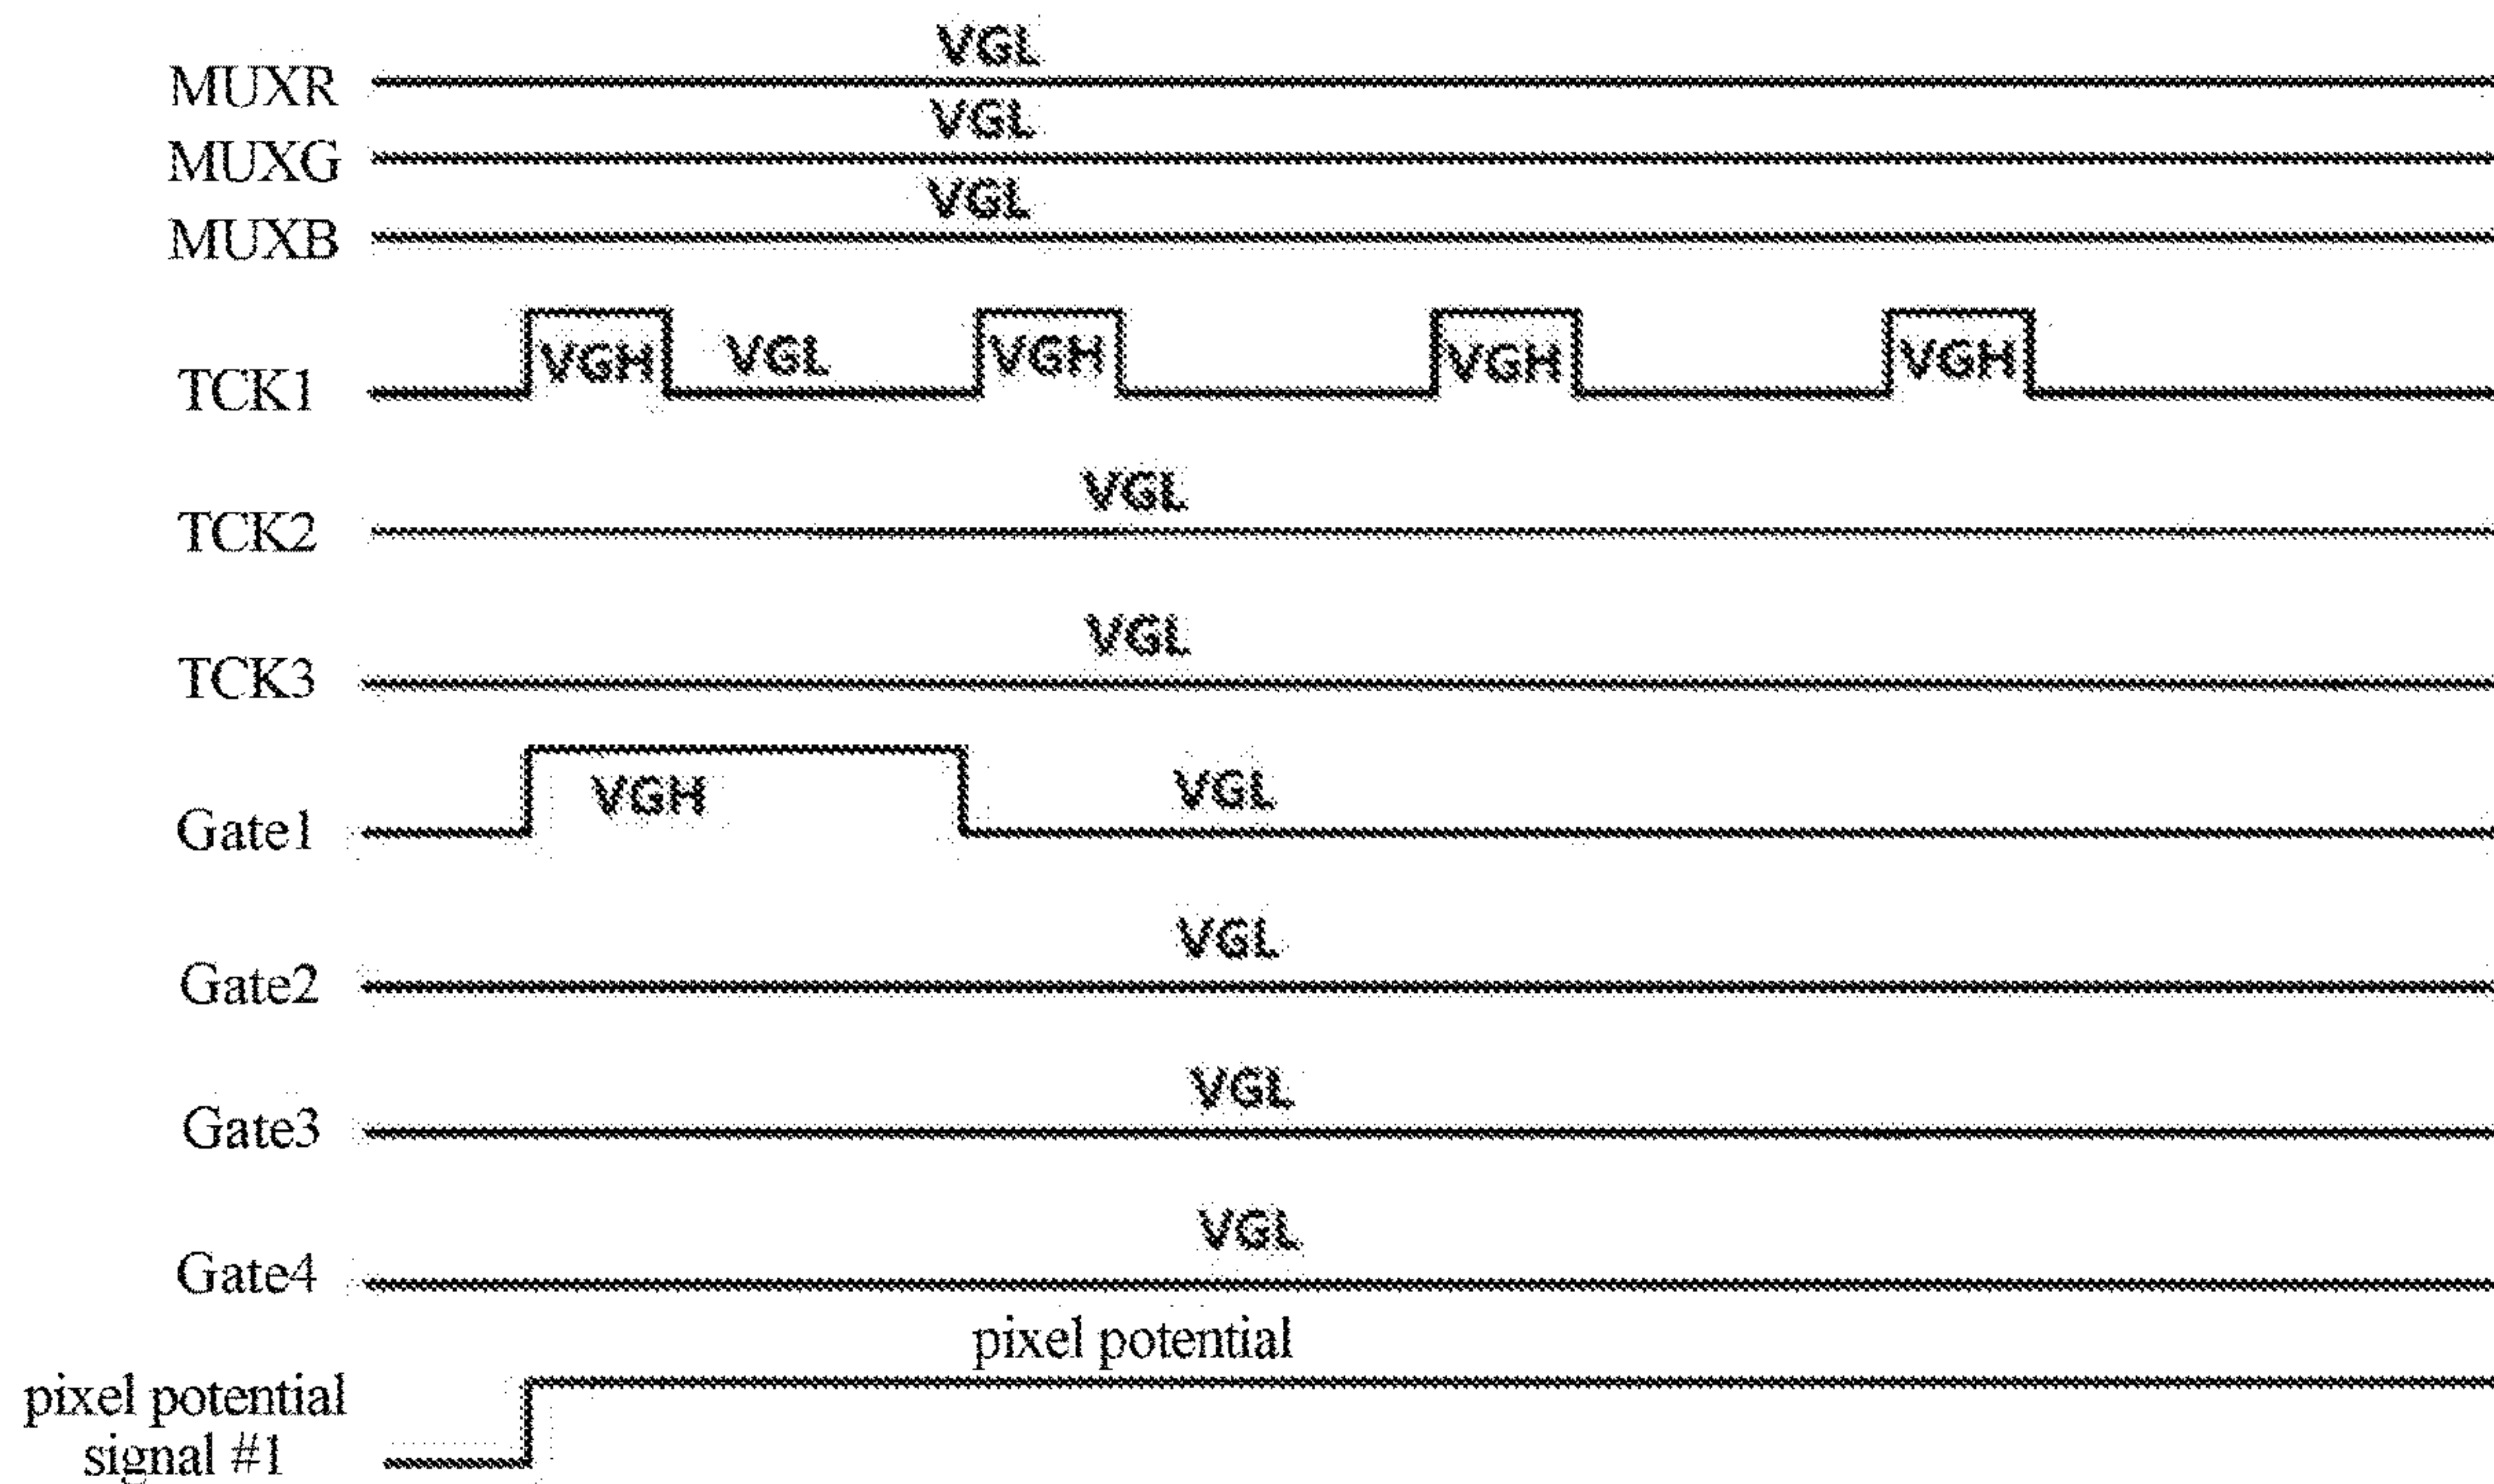 VGL
MUXR
VGL
MUXG
VGL
MUXB
VGH VGL VGH VGH VGH
TCK1
VGL
TCK2
VGL
TCK3
VGH VGL
Gate1
VGL
Gate2
VGL
Gate3
VGL
Gate4
pixel potential
pixel potential
signal #1